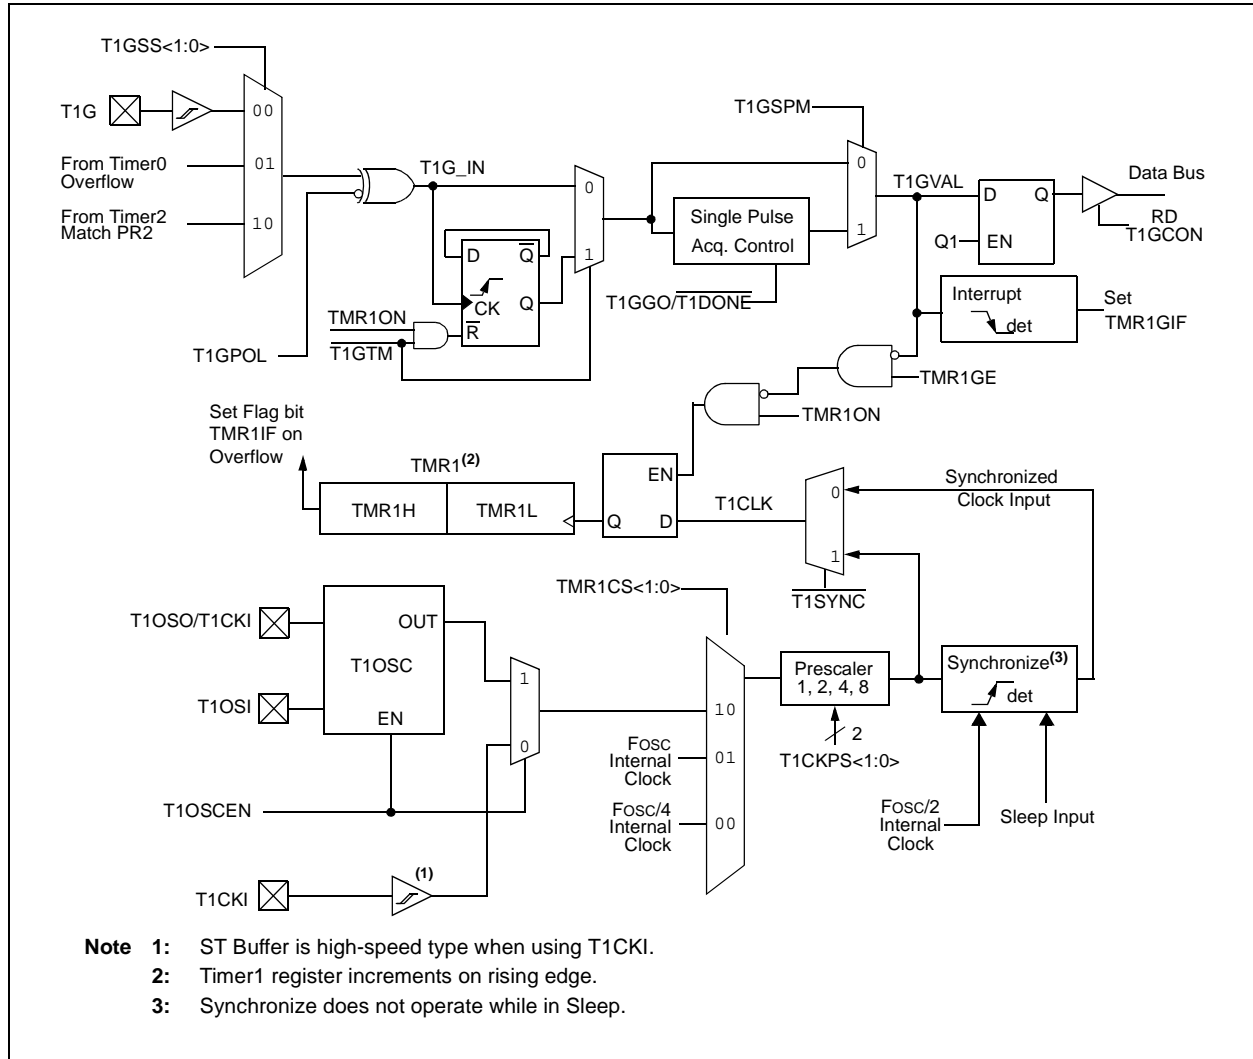 T1GSS<1:0>
T1G
00
From Timer0
Overflow
01
From Timer2
Match PR2
10
T1GPOL
T1G_IN
D
Q
CK
Q
R
TMR1ON
T1GTM
0
1
Single Pulse
Acq. Control
T1GGO/T1DONE
T1GSPM
0
1
T1GVAL
D
Q
Q1
EN
Data Bus
RD
T1GCON
Interrupt
det
Set
TMR1GIF
TMR1GE
TMR1ON
Set Flag bit
TMR1IF on
Overflow
TMR1(2)
TMR1H
TMR1L
EN
Q
D
T1CLK
0
1
T1SYNC
Synchronized
Clock Input
T1OSO/T1CKI
OUT
T1OSC
T1OSI
EN
1
0
T1OSCEN
T1CKI
(1)
TMR1CS<1:0>
10
FOSC
Internal
Clock
01
FOSC/4
Internal
Clock
00
Prescaler
1, 2, 4, 8
2
T1CKPS<1:0>
Synchronize(3)
det
FOSC/2
Internal
Clock
Sleep Input
Note 1: ST Buffer is high-speed type when using T1CKI.
2: Timer1 register increments on rising edge.
3: Synchronize does not operate while in Sleep.